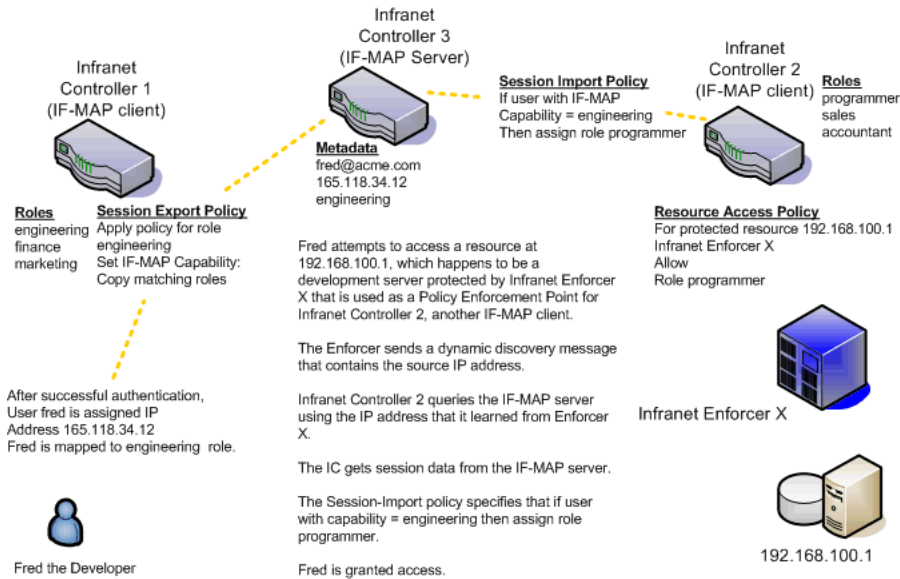 Infranet
Controller 1
(IF-MAP client)
Roles
engineering
finance
marketing
Session Export Policy
Apply policy for role
engineering
Set IF-MAP Capability:
Copy matching roles
After successful authentication,
User fred is assigned IP
Address 165.118.34.12
Fred is mapped to engineering role.
Fred the Developer
Infranet
Controller 3
(IF-MAP Server)
Metadata
fred@acme.com
165.118.34.12
engineering
Fred attempts to access a resource at
192.168.100.1, which happens to be a
development server protected by Infranet Enforcer
X that is used as a Policy Enforcement Point for
Infranet Controller 2, another IF-MAP client.
The Enforcer sends a dynamic discovery message
that contains the source IP address.
Infranet Controller 2 queries the IF-MAP server
using the IP address that it learned from Enforcer
X.
The IC gets session data from the IF-MAP server.
The Session-Import policy specifies that if user
with capability = engineering then assign role
programmer.
Fred is granted access.
Session Import Policy
If user with IF-MAP
Capability = engineering
Then assign role programmer
Infranet
Controller 2
(IF-MAP client)
Roles
programmer
sales
accountant
Resource Access Policy
For protected resource 192.168.100.1
Infranet Enforcer X
Allow
Role programmer
Infranet Enforcer X
192.168.100.1